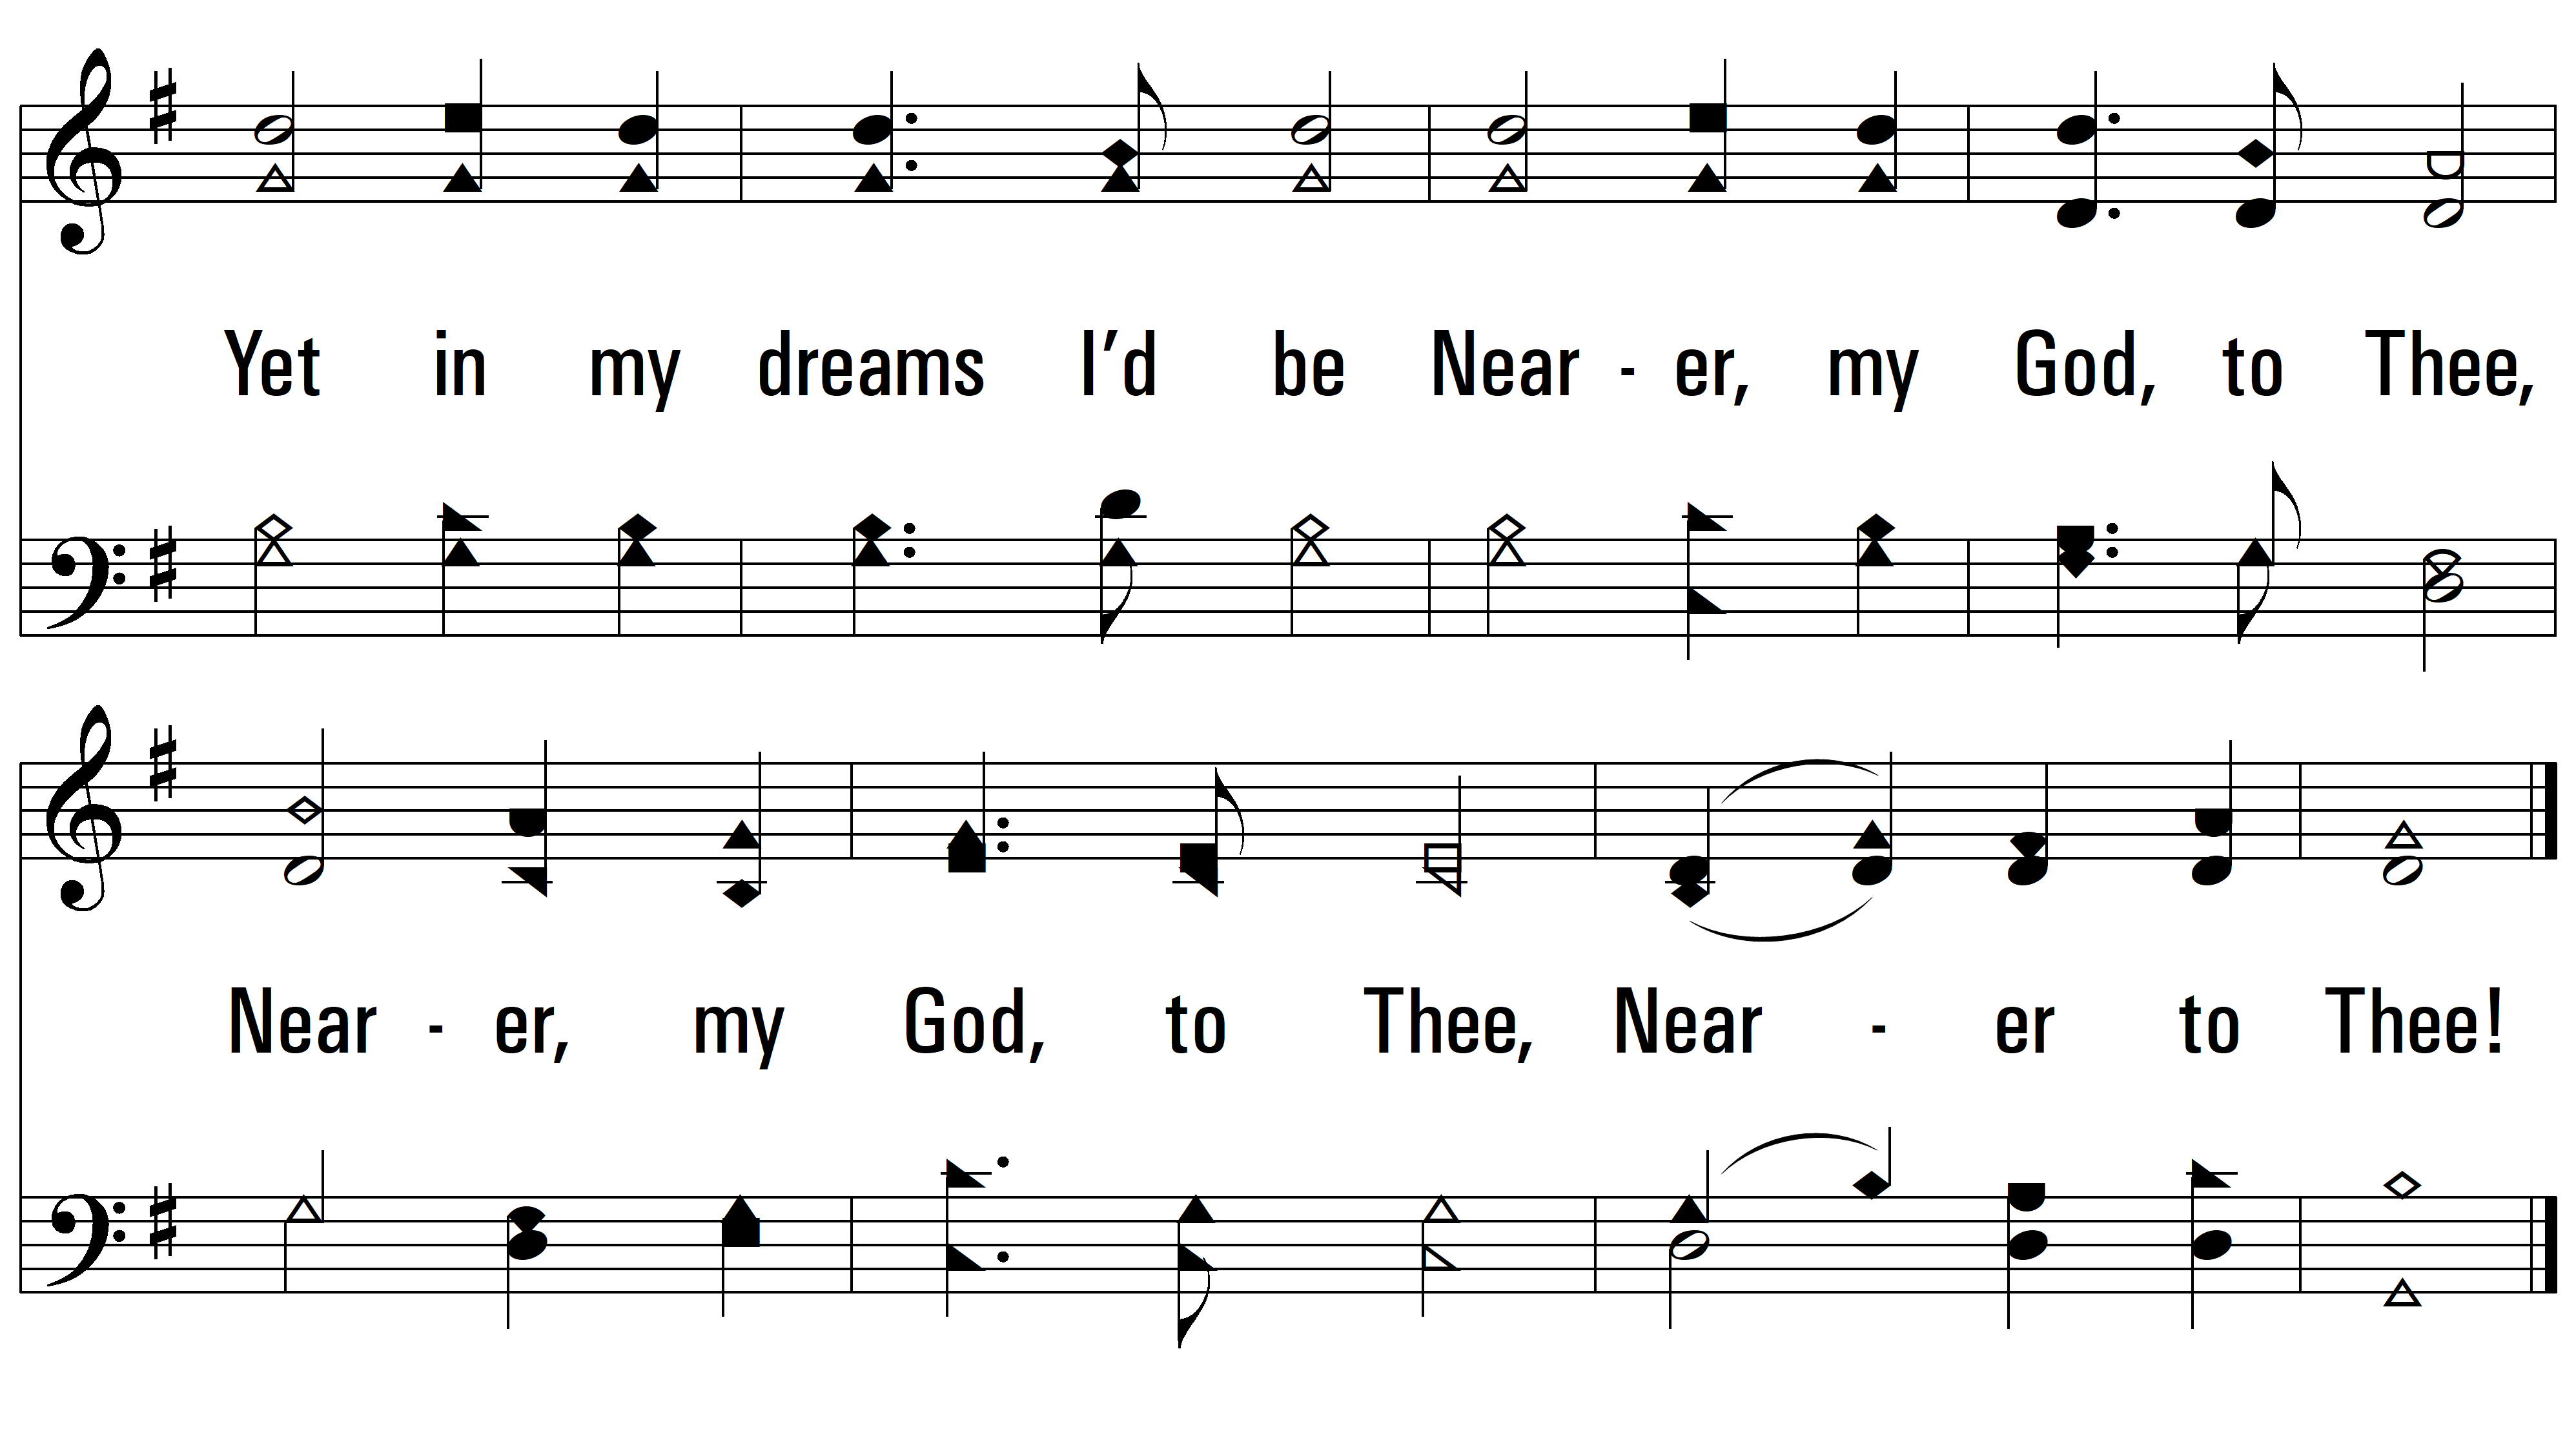 Yet in my dreams I’d be Near - er, my God, to Thee,
Near - er, my God, to Thee, Near - er to Thee!